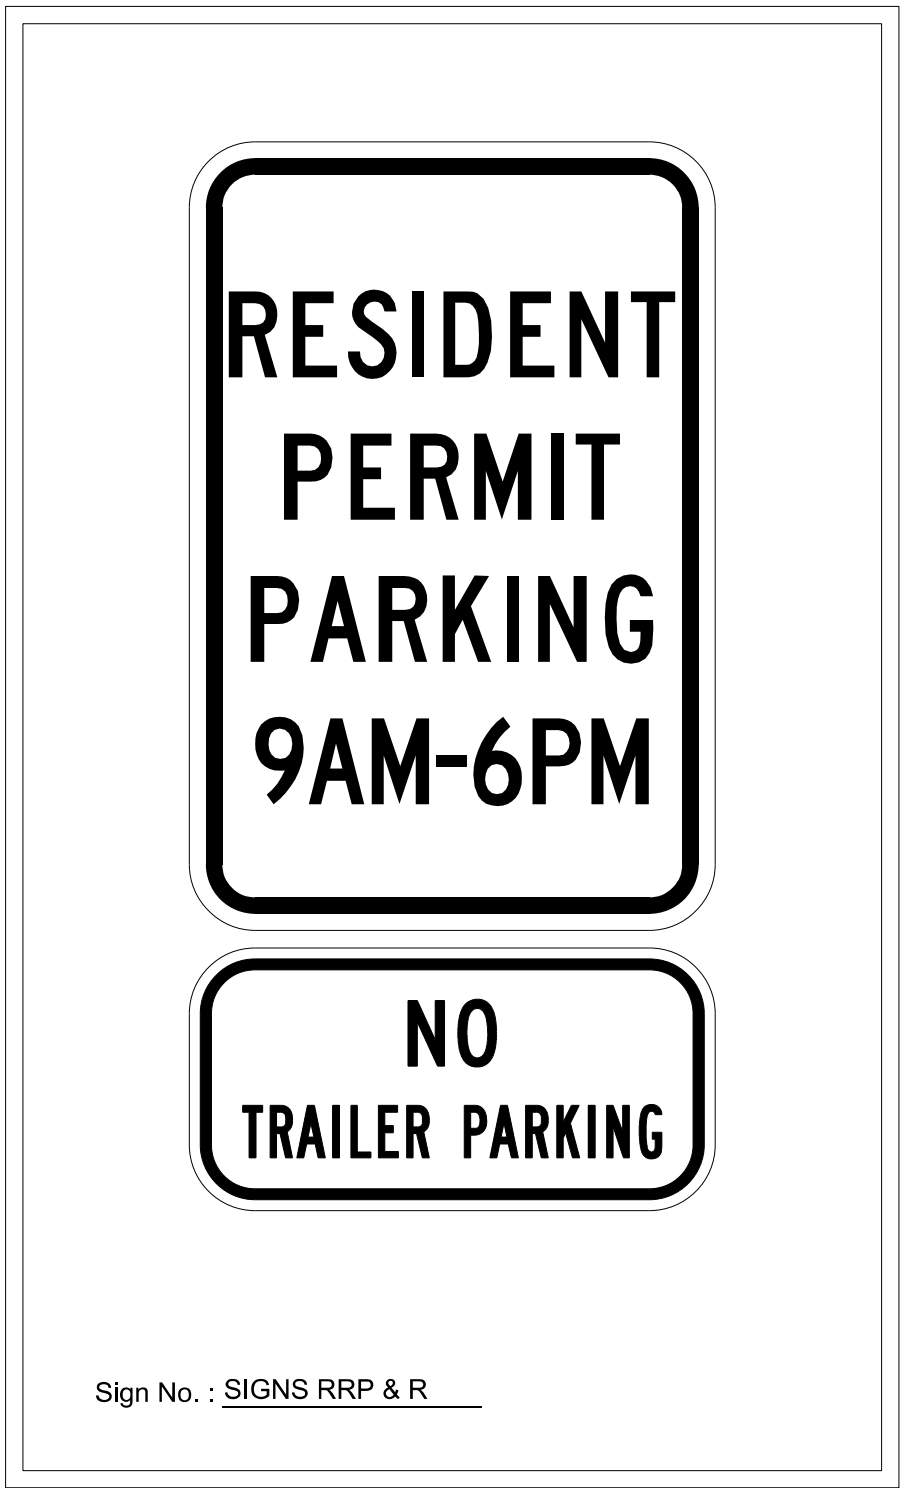 RESIDENT
PERMIT
PARKING
9AM-6PM
NO
TRAILER PARKING
Sign No. : SIGNS RRP & R